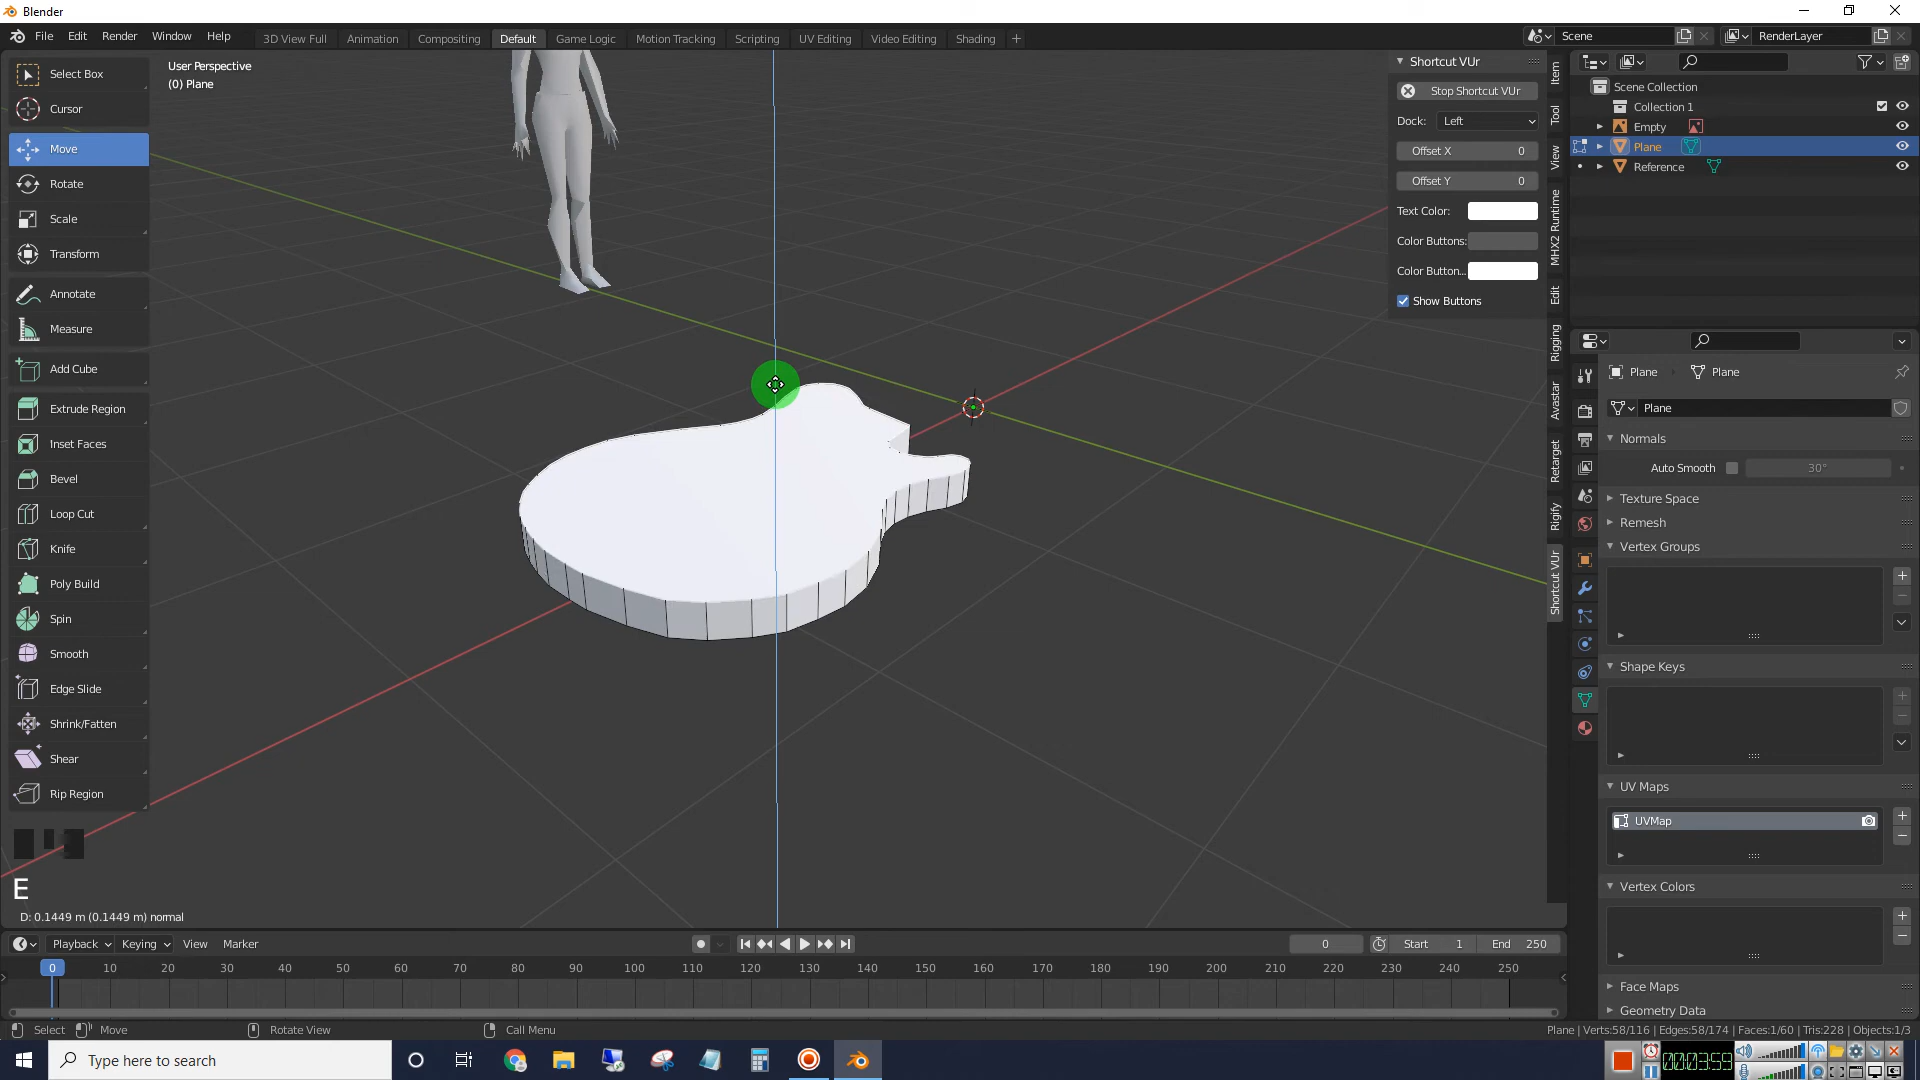 Blender
File Edit Render Window Help 3D View Full Animation Compositing Default Game Logic Motion Tracking Scripting UV Editing Video Editing Shading + Scene RenderLayer
User Perspective
(0) Plane
Select Box
Cursor
Move
Rotate
Scale
Transform
Annotate
Measure
Add Cube
Extrude Region
Inset Faces
Bevel
Loop Cut
Knife
Poly Build
Spin
Smooth
Edge Slide
Shrink/Fatten
Shear
Rip Region
E
D: 0.1449 m (0.1449 m) normal
Shortcut VUr
Stop Shortcut VUr
Dock: Left
Offset X 0
Offset Y 0
Text Color:
Color Buttons:
Color Button...
Show Buttons
Item
Tool
View
MHX2 Runtime
Edit
Rigging
Avastar
Retarget
Rigify
Shortcut VUr
Scene Collection
Collection 1
Empty
Plane
Reference
Plane Plane
Plane
Normals
Auto Smooth 30°
Texture Space
Remesh
Vertex Groups
Shape Keys
UV Maps
UVMap
Vertex Colors
Face Maps
Geometry Data
Playback Keying View Marker 0 Start 1 End 250
0 10 20 30 40 50 60 70 80 90 100 110 120 130 140 150 160 170 180 190 200 210 220 230 240 250
Select Move Rotate View Call Menu Plane | Verts:58/116 | Edges:58/174 | Faces:1/60 | Tris:228 | Objects:1/3
Type here to search
00:03:59